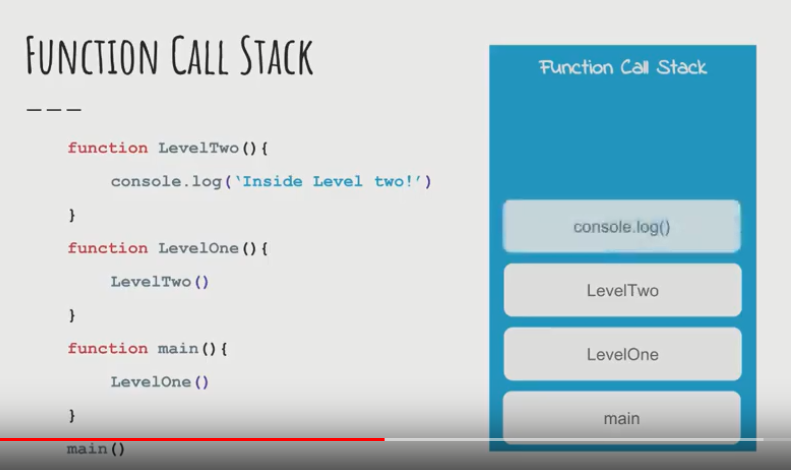 FUNCTION CALL STACK
function LevelTwo(){
console.log(‘Inside Level two!’)
}
function LevelOne(){
LevelTwo()
}
function main(){
LevelOne()
}
main()
Function Call Stack
console.log()
LevelTwo
LevelOne
main